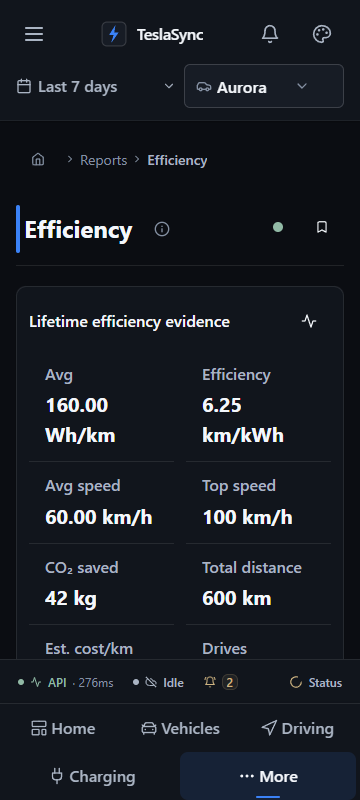 TeslaSync
Last 7 days
Aurora
Reports
Efficiency
Efficiency
Lifetime efficiency evidence
Avg
160.00
Wh/km
Efficiency
6.25
km/kWh
Avg speed
60.00 km/h
Top speed
100 km/h
CO₂ saved
42 kg
Total distance
600 km
Est. cost/km
Drives
API · 276ms
Idle
2
Status
Home
Vehicles
Driving
Charging
More